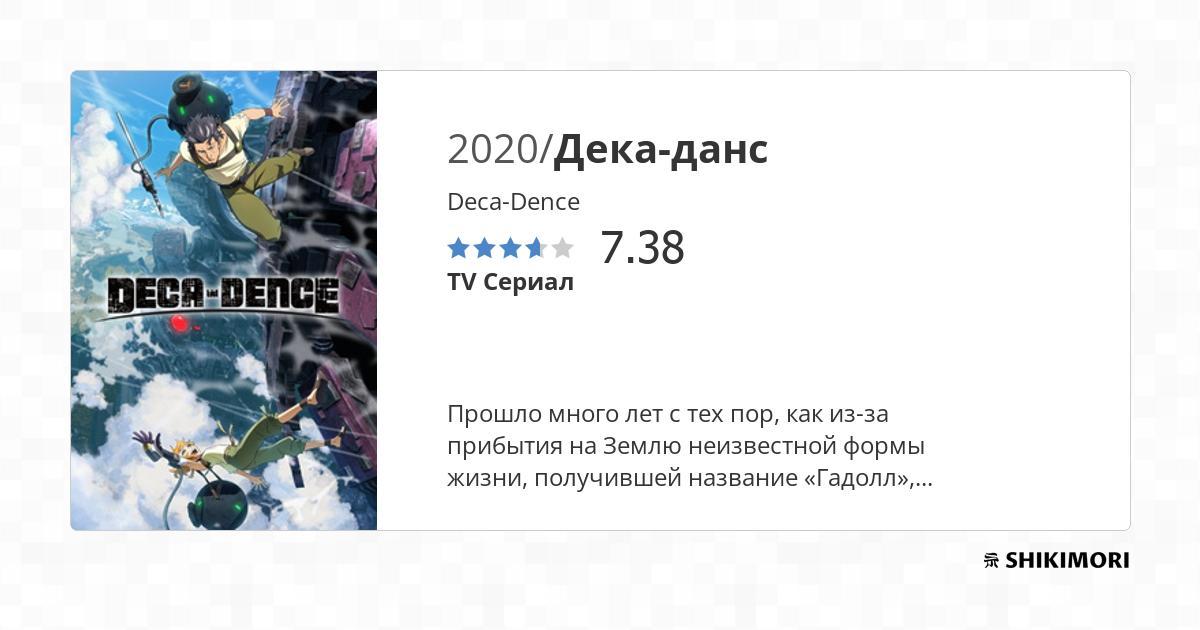 DECA-DENCE
2020/Дека-данс
Deca-Dence
7.38
TV Сериал
Прошло много лет с тех пор, как из-за
прибытия на Землю неизвестной формы
жизни, получившей название «Гадолл»,...
SHIKIMORI